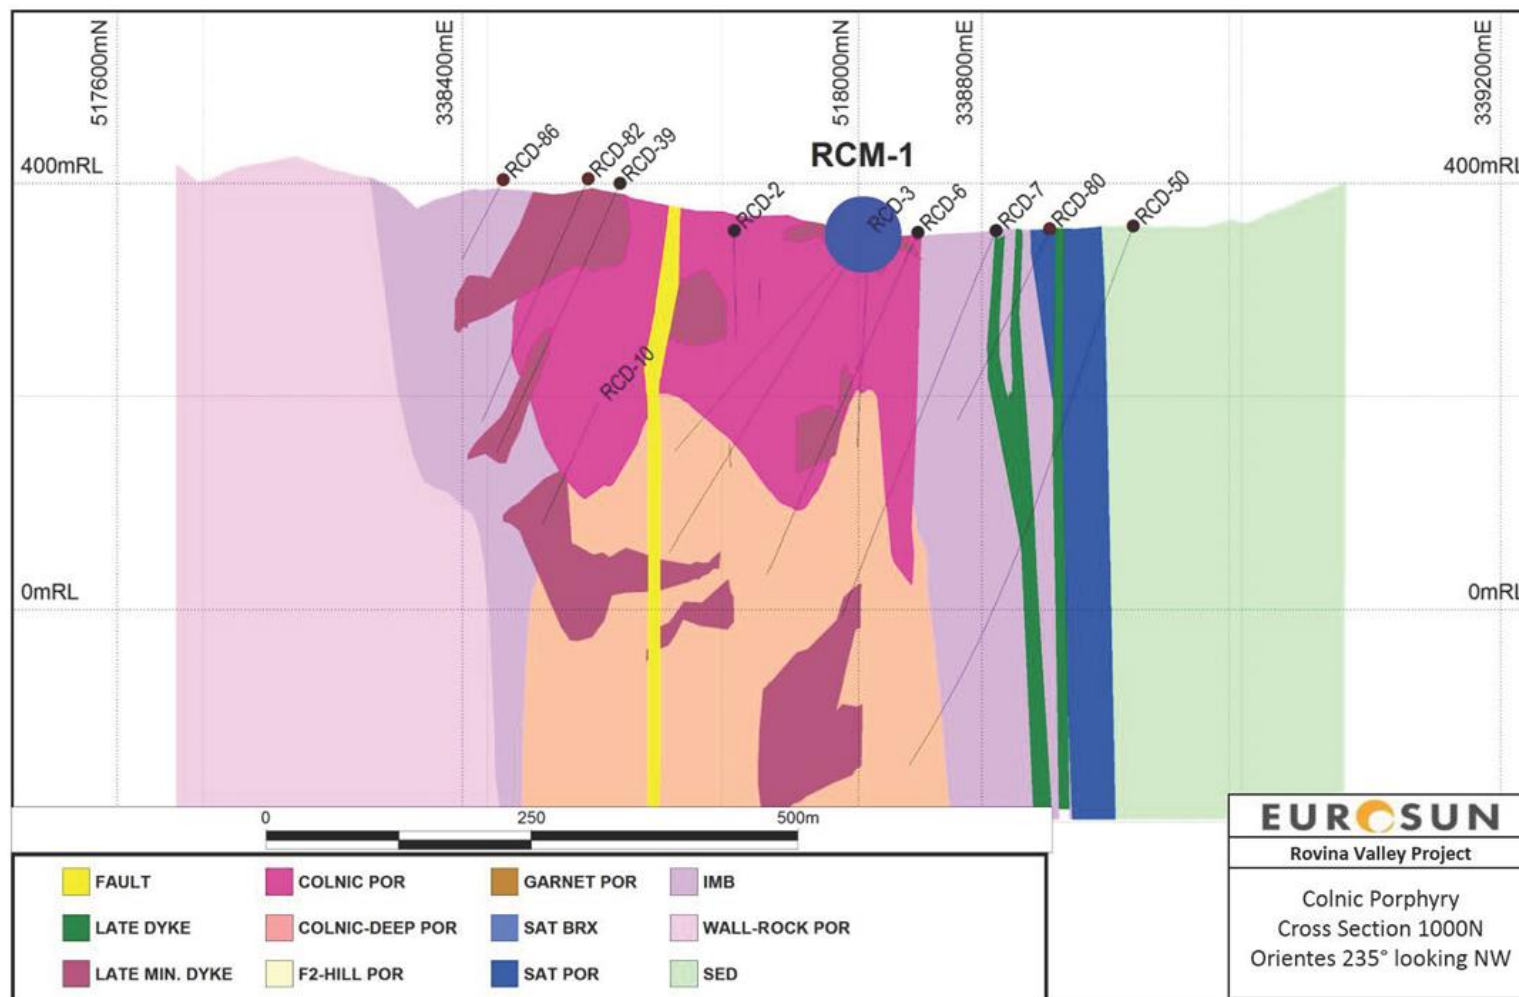 517600mN
338400mE
518000mN
338800mE
339200mE
400mRL
400mRL
RCM-1
RCD-86
RCD-82
RCD-39
RCD-2
RCD-3
RCD-6
RCD-7
RCD-80
RCD-50
RCD-10
0mRL
0mRL
0 250 500m
FAULT COLNIC POR GARNET POR IMB
LATE DYKE COLNIC-DEEP POR SAT BRX WALL-ROCK POR
LATE MIN. DYKE F2-HILL POR SAT POR SED
EUROSUN
Rovina Valley Project
Colnic Porphyry
Cross Section 1000N
Orientes 235° looking NW